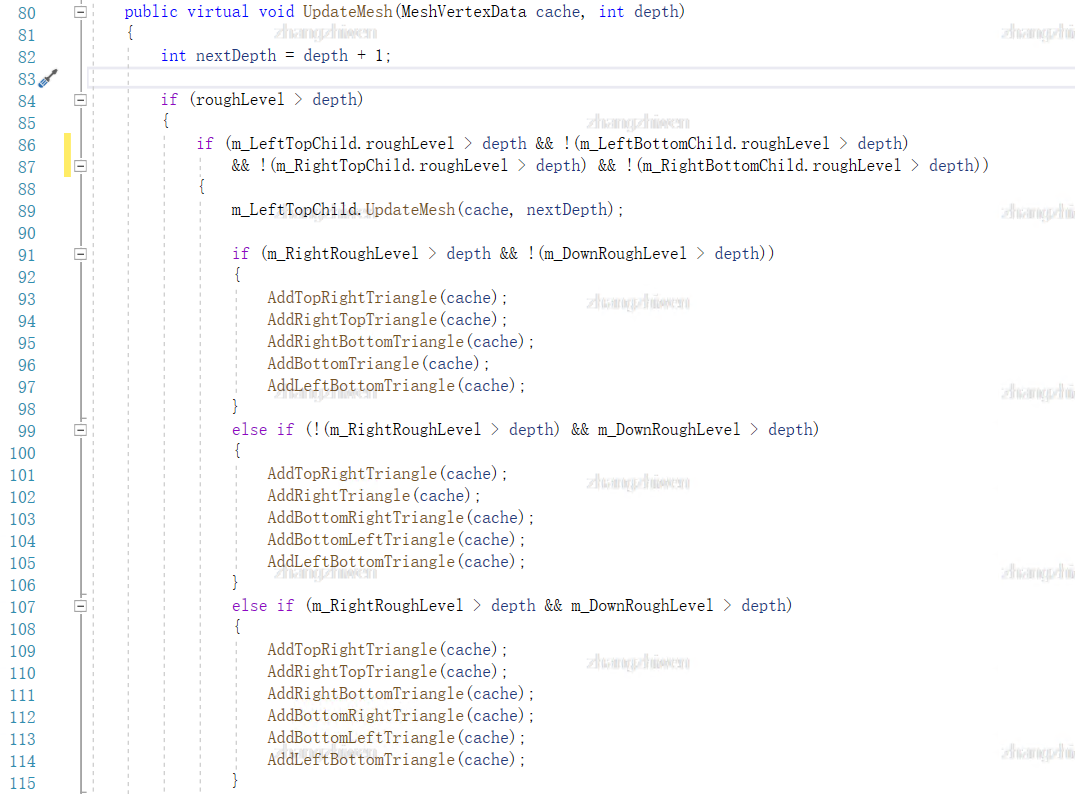 80 public virtual void UpdateMesh(MeshVertexData cache, int depth)
81 {
82 int nextDepth = depth + 1;
83
84 if (roughLevel > depth)
85 {
86 if (m_LeftTopChild.roughLevel > depth && !(m_LeftBottomChild.roughLevel > depth)
87 && !(m_RightTopChild.roughLevel > depth) && !(m_RightBottomChild.roughLevel > depth))
88 {
89 m_LeftTopChild.UpdateMesh(cache, nextDepth);
90
91 if (m_RightRoughLevel > depth && !(m_DownRoughLevel > depth))
92 {
93 AddTopRightTriangle(cache);
94 AddRightTopTriangle(cache);
95 AddRightBottomTriangle(cache);
96 AddBottomTriangle(cache);
97 AddLeftBottomTriangle(cache);
98 }
99 else if (!(m_RightRoughLevel > depth) && m_DownRoughLevel > depth)
100 {
101 AddTopRightTriangle(cache);
102 AddRightTriangle(cache);
103 AddBottomRightTriangle(cache);
104 AddBottomLeftTriangle(cache);
105 AddLeftBottomTriangle(cache);
106 }
107 else if (m_RightRoughLevel > depth && m_DownRoughLevel > depth)
108 {
109 AddTopRightTriangle(cache);
110 AddRightTopTriangle(cache);
111 AddRightBottomTriangle(cache);
112 AddBottomRightTriangle(cache);
113 AddBottomLeftTriangle(cache);
114 AddLeftBottomTriangle(cache);
115 }